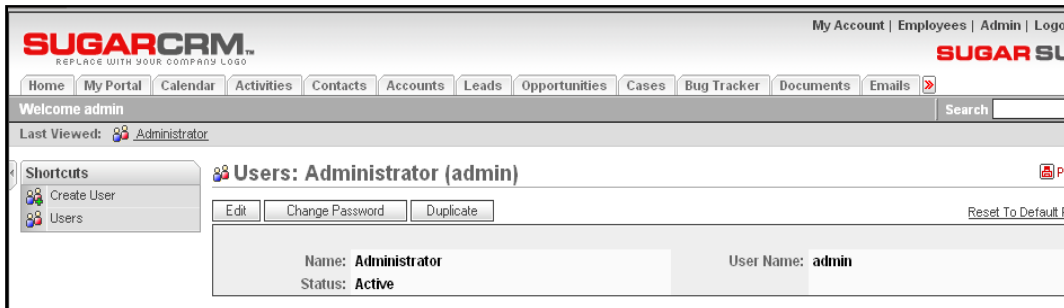 My Account | Employees | Admin | Logo
SUGARCRM™
REPLACE WITH YOUR COMPANY LOGO
SUGAR SU
Home My Portal Calendar Activities Contacts Accounts Leads Opportunities Cases Bug Tracker Documents Emails »
Welcome admin Search
Last Viewed: Administrator
Shortcuts
Create User
Users
Users: Administrator (admin) P
Edit Change Password Duplicate Reset To Default
Name: Administrator User Name: admin
Status: Active